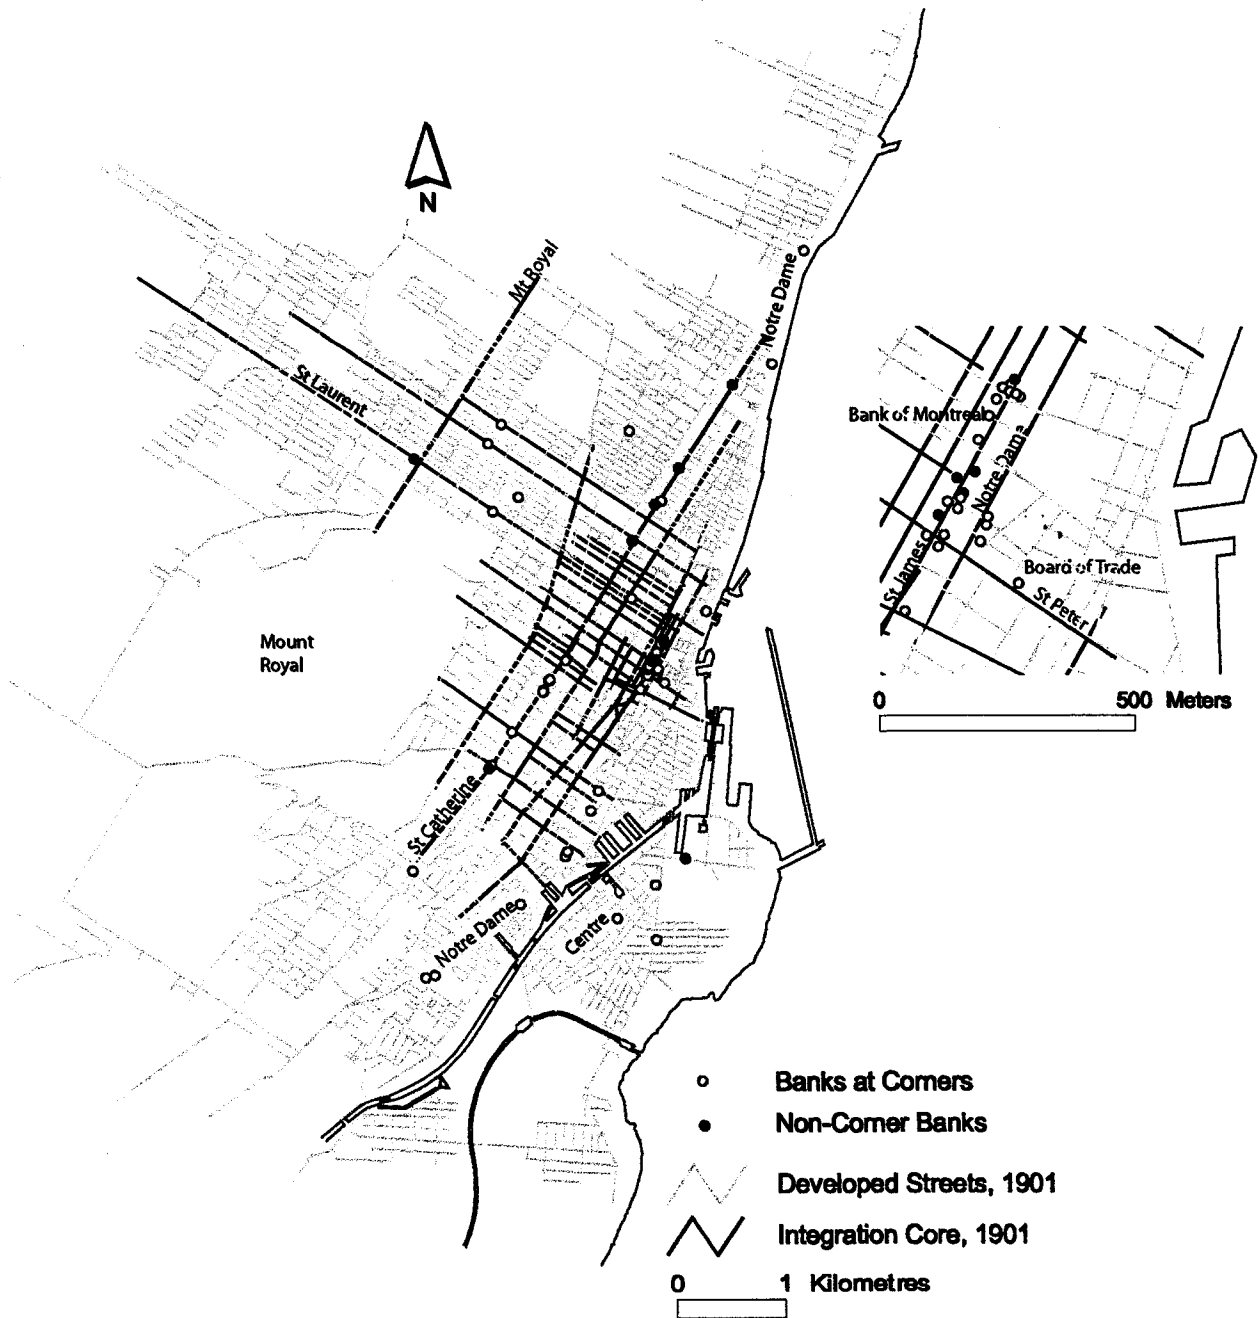 N
Mt Royal
Notre Dame
St Laurent
Bank of Montreal
Notre Dame
St James
Board of Trade
St Peter
Mount
Royal
0 500 Meters
St Catherine
Notre Dame
Centre
Banks at Corners
Non-Corner Banks
Developed Streets, 1901
Integration Core, 1901
0 1 Kilometres